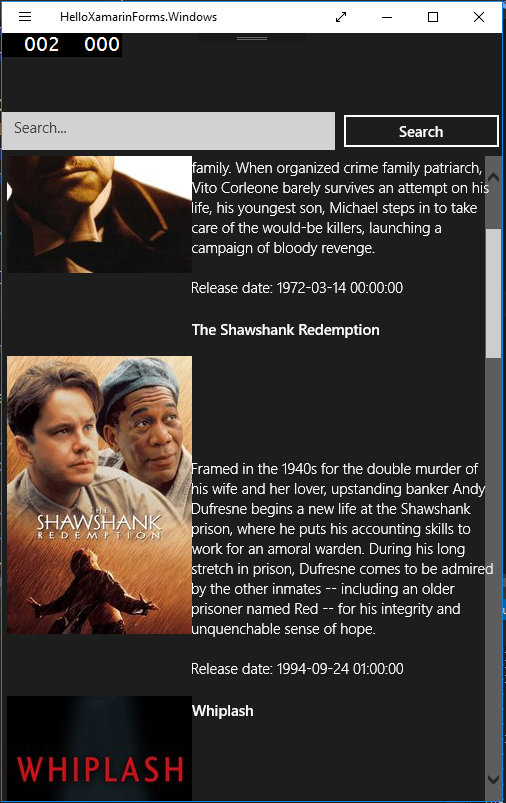 HelloXamarinForms.Windows
002 000
Search...
Search
family. When organized crime family patriarch,
Vito Corleone barely survives an attempt on his
life, his youngest son, Michael steps in to take
care of the would-be killers, launching a
campaign of bloody revenge.
Release date: 1972-03-14 00:00:00
The Shawshank Redemption
THE
SHAWSHANK
REDEMPTION
Framed in the 1940s for the double murder of
his wife and her lover, upstanding banker Andy
Dufresne begins a new life at the Shawshank
prison, where he puts his accounting skills to
work for an amoral warden. During his long
stretch in prison, Dufresne comes to be admired
by the other inmates -- including an older
prisoner named Red -- for his integrity and
unquenchable sense of hope.
Release date: 1994-09-24 01:00:00
Whiplash
WHIPLASH